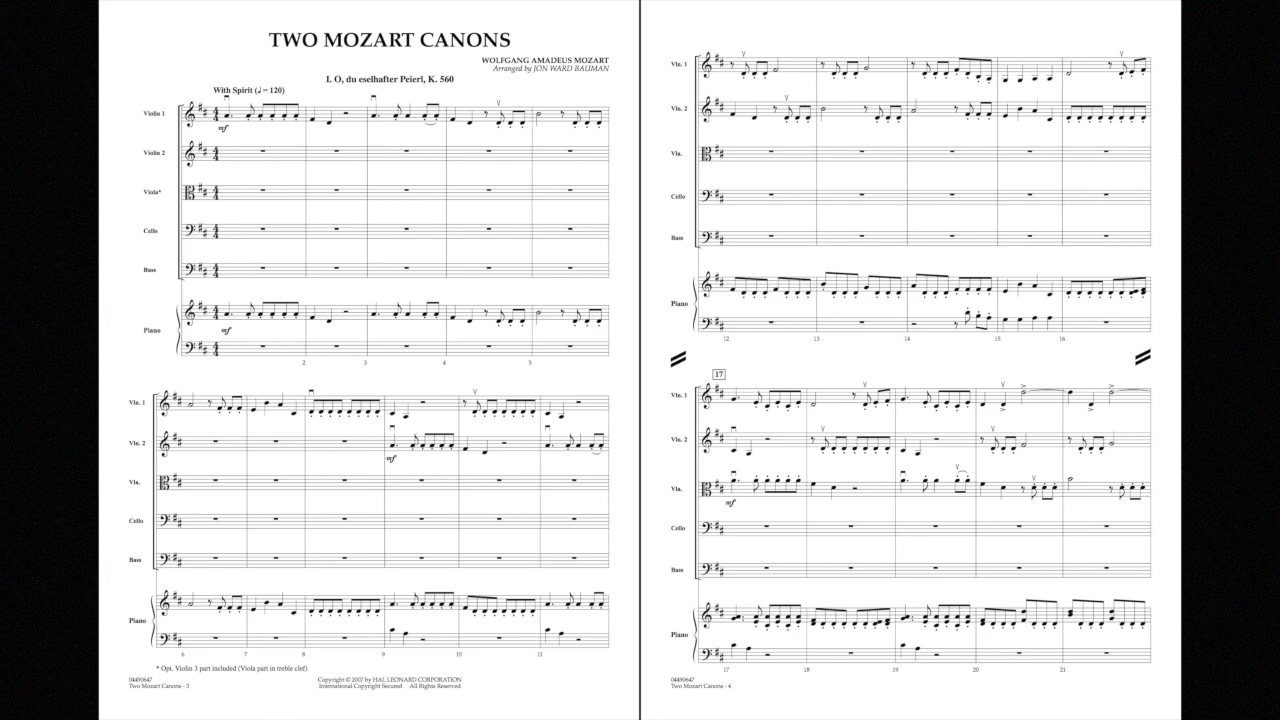 TWO MOZART CANONS
WOLFGANG AMADEUS MOZART
Arranged by JON WARD BAUMAN
I. O, du eselhafter Peierl, K. 560
With Spirit (♩ = 120)
Violin 1
mf
Violin 2
Viola*
Cello
Bass
Piano
mf
2 3 4 5
Vln. 1
Vln. 2
mf
Vla.
Cello
Bass
Piano
6 7 8 9 10 11
* Opt. Violin 3 part included (Viola part in treble clef)
04490647
Two Mozart Canons - 3
Copyright © 2007 by HAL LEONARD CORPORATION
International Copyright Secured All Rights Reserved
Vln. 1
Vln. 2
Vla.
Cello
Bass
Piano
12 13 14 15 16
17
Vln. 1
Vln. 2
Vla.
mf
Cello
Bass
Piano
17 18 19 20 21
04490647
Two Mozart Canons - 4